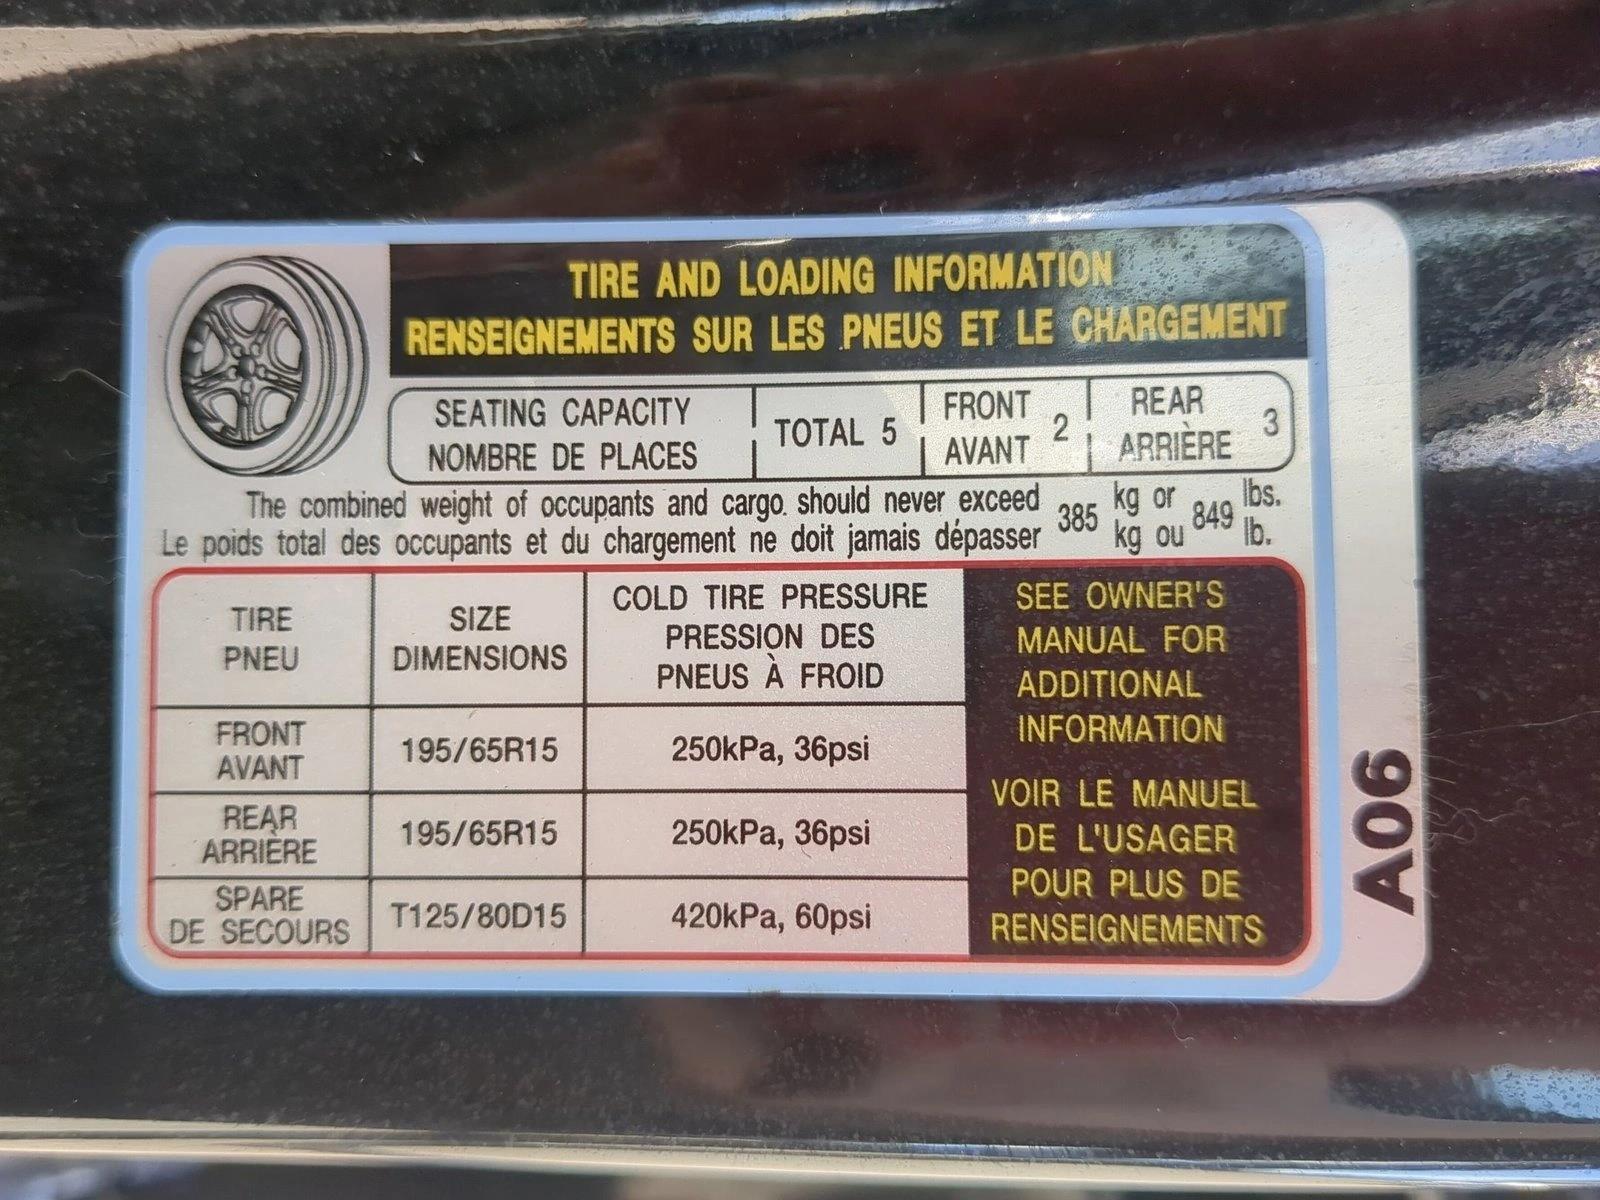 TIRE AND LOADING INFORMATION
RENSEIGNEMENTS SUR LES PNEUS ET LE CHARGEMENT
SEATING CAPACITY
NOMBRE DE PLACES
TOTAL 5
FRONT
AVANT
2
REAR
ARRIÈRE
3
The combined weight of occupants and cargo should never exceed 385 kg or 849 lbs.
Le poids total des occupants et du chargement ne doit jamais dépasser 385 kg ou 849 lb.
TIRE
PNEU
SIZE
DIMENSIONS
COLD TIRE PRESSURE
PRESSION DES
PNEUS À FROID
FRONT
AVANT
195/65R15
250kPa, 36psi
REAR
ARRIÈRE
195/65R15
250kPa, 36psi
SPARE
DE SECOURS
T125/80D15
420kPa, 60psi
SEE OWNER'S
MANUAL FOR
ADDITIONAL
INFORMATION
VOIR LE MANUEL
DE L'USAGER
POUR PLUS DE
RENSEIGNEMENTS
A06